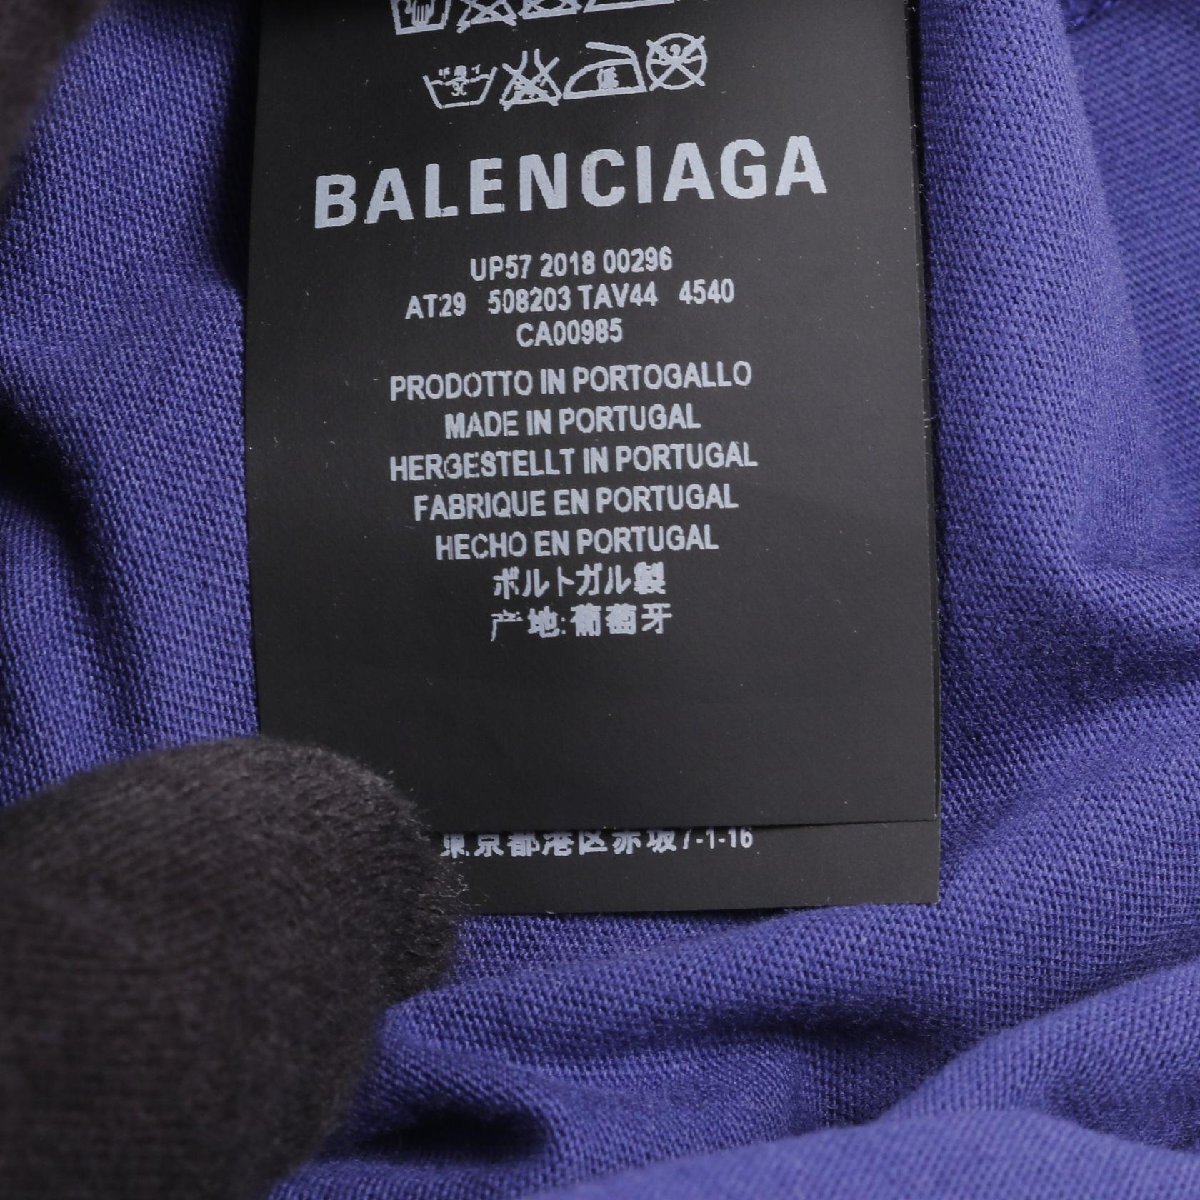 BALENCIAGA
UP57 2018 00296
AT29 508203 TAV44 4540
CA00985
PRODOTTO IN PORTOGALLO
MADE IN PORTUGAL
HERGESTELLT IN PORTUGAL
FABRIQUE EN PORTUGAL
HECHO EN PORTUGAL
ポルトガル製
产地:葡萄牙
東京都港区赤坂7-1-16